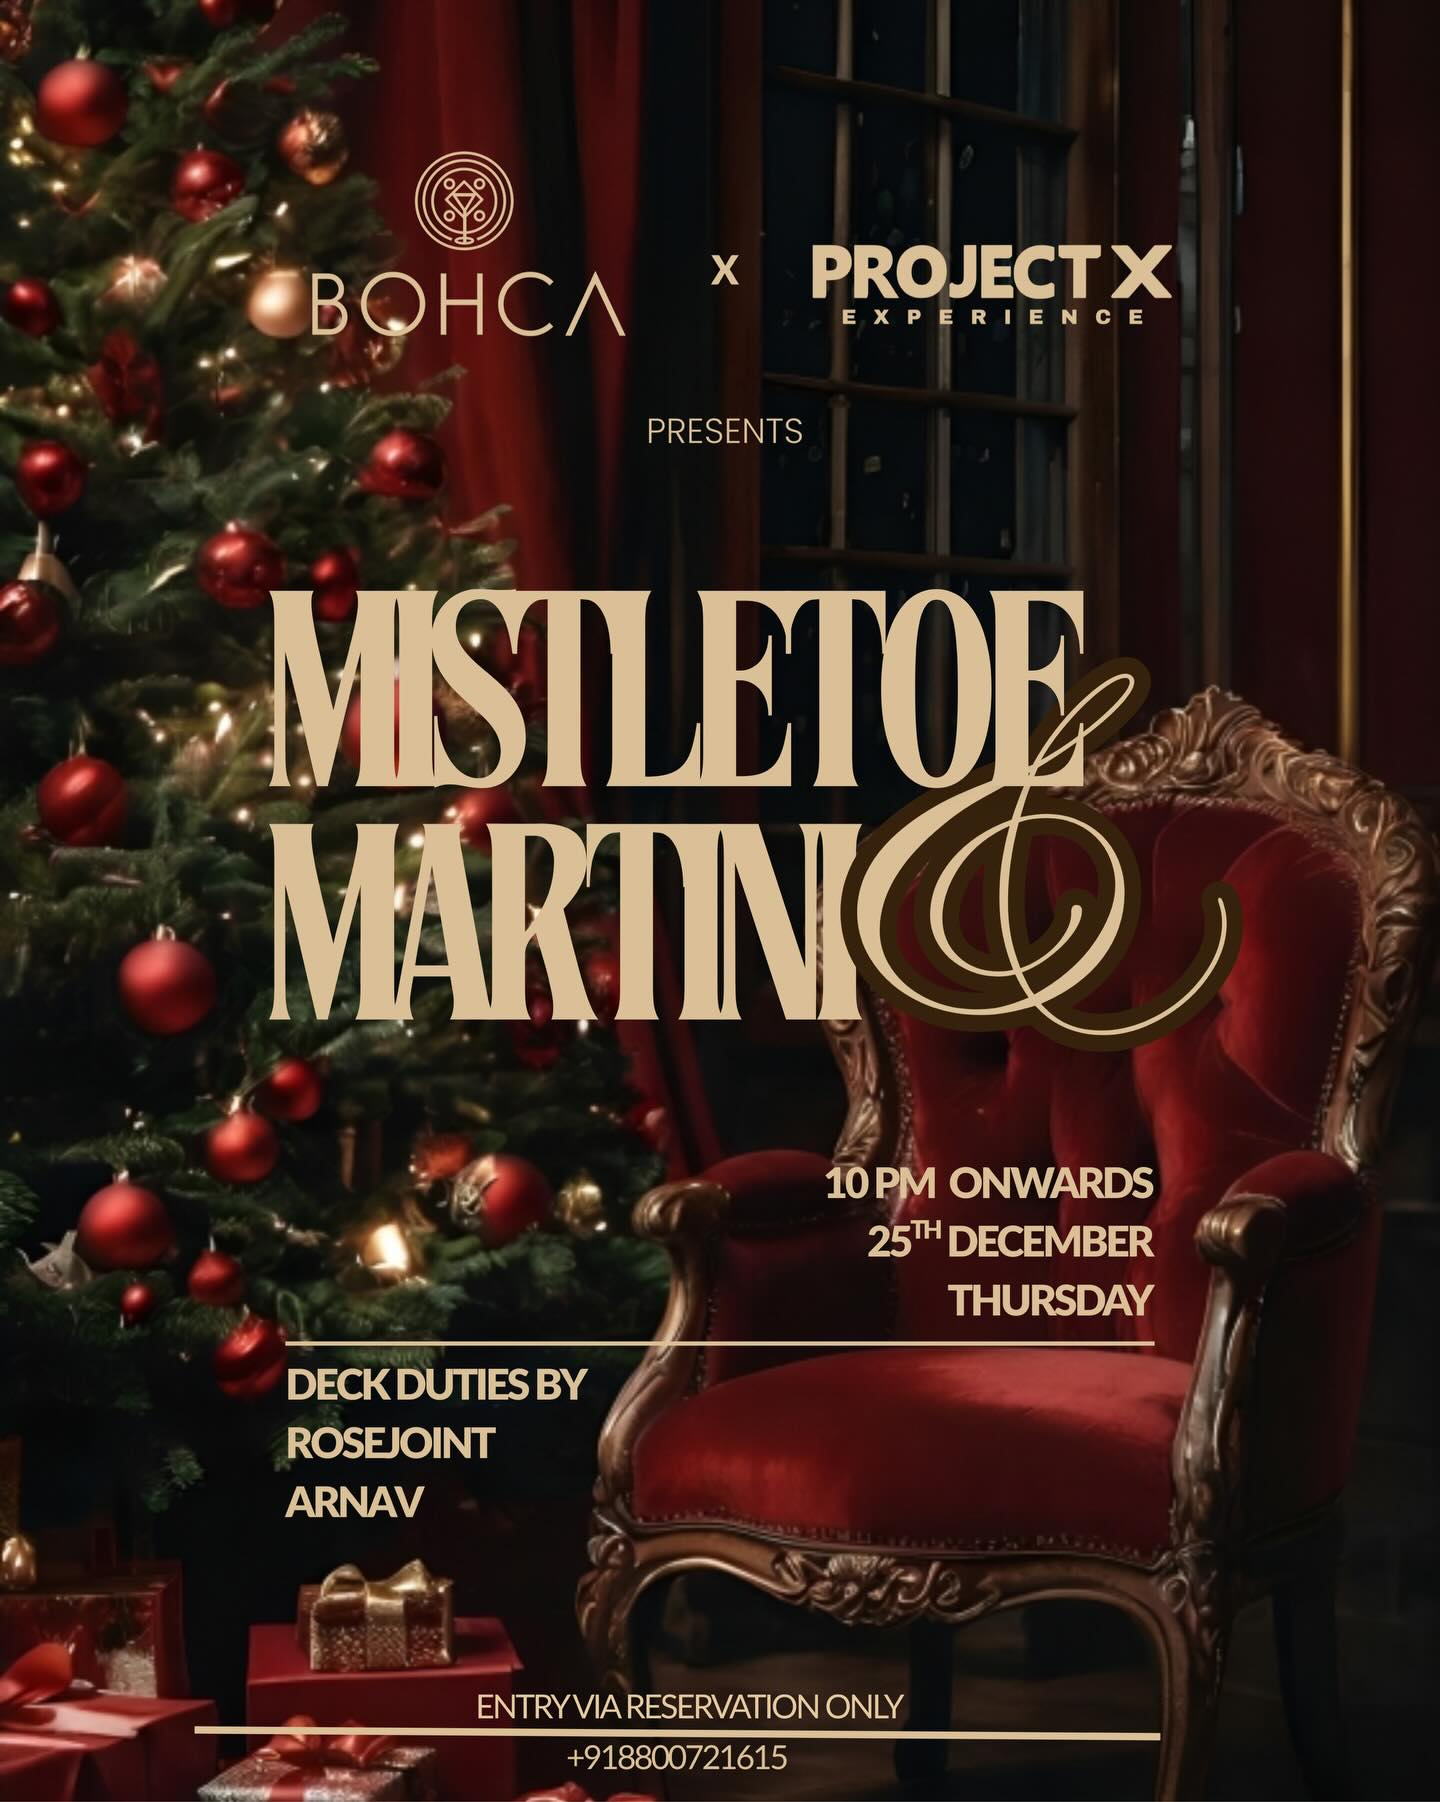 BOHCA X PROJECT X
EXPERIENCE
PRESENTS
MISTLETOE
MARTINI &
10 PM ONWARDS
25TH DECEMBER
THURSDAY
DECK DUTIES BY
ROSEJOINT
ARNAV
ENTRY VIA RESERVATION ONLY
+918800721615